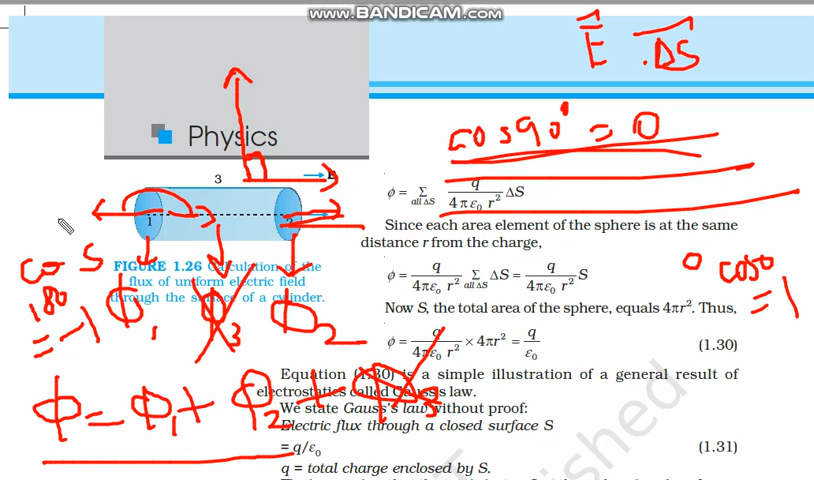 www.BANDICAM.com
E .ΔS
cos90° = 0
Physics
3
E
1
2
ϕ = Σ all ΔS q / 4 π ε₀ r² ΔS
Since each area element of the sphere is at the same
distance r from the charge,
FIGURE 1.26 Calculation of the
flux of uniform electric field
through the surface of a cylinder.
cos
180
= -1
ϕ₁
ϕ₃
ϕ₂
ϕ = q / 4πε₀ r² Σ all ΔS ΔS = q / 4πε₀ r² S
0 cos0
= 1
Now S, the total area of the sphere, equals 4πr². Thus,
ϕ = q / 4πε₀ r² × 4πr² = q / ε₀ (1.30)
ϕ = ϕ₁ + ϕ₂ + ϕ₃
Equation (1.30) is a simple illustration of a general result of
electrostatics called Gauss's law.
We state Gauss's law without proof:
Electric flux through a closed surface S
= q/ε₀ (1.31)
q = total charge enclosed by S.